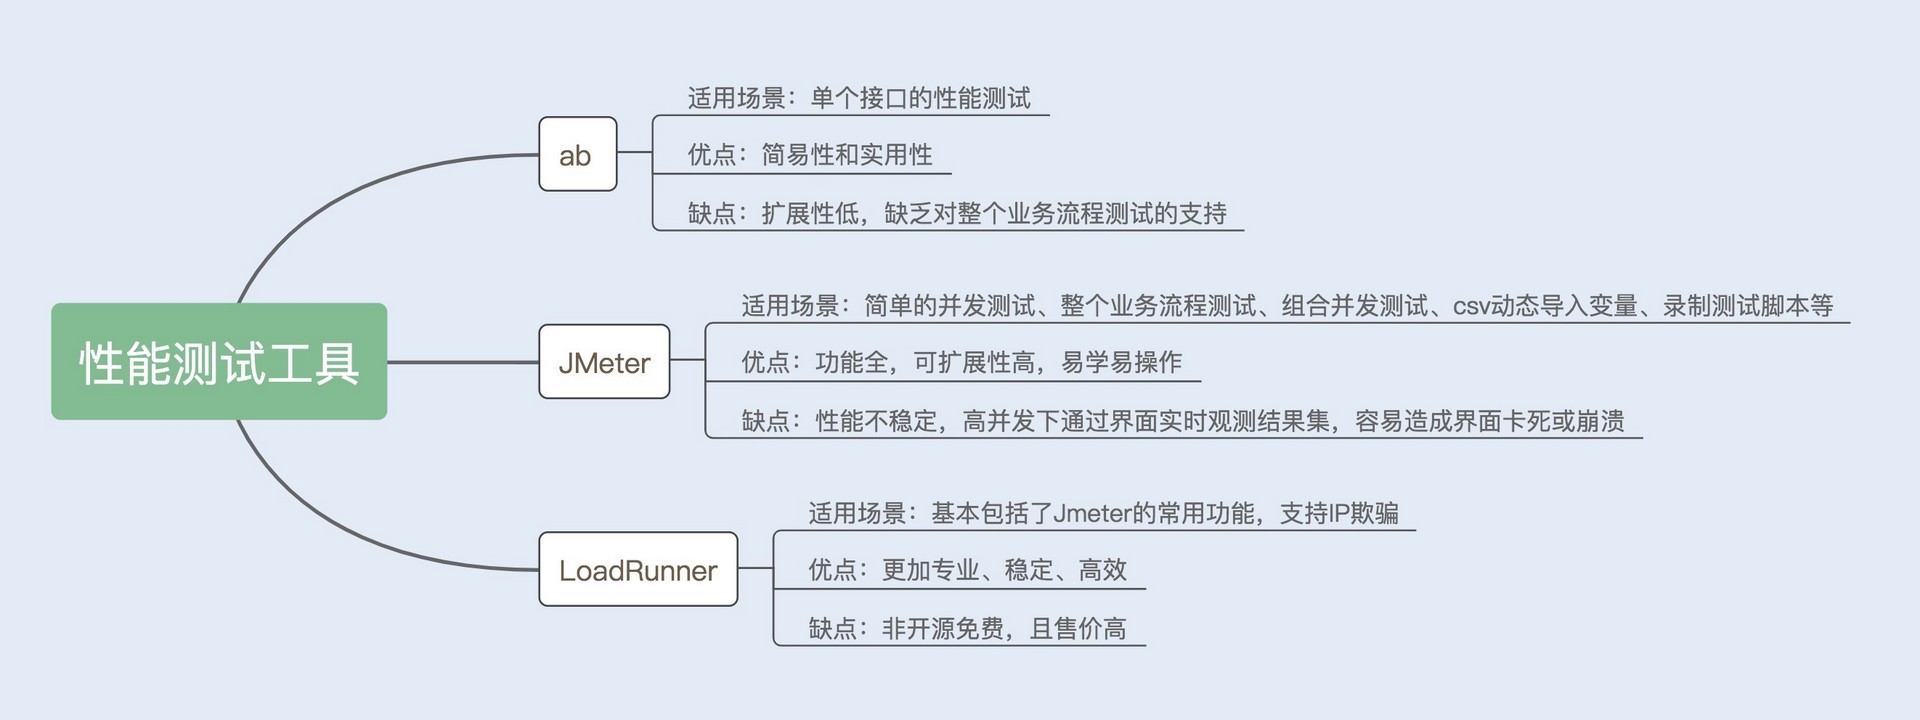 性能测试工具
ab
适用场景：单个接口的性能测试
优点：简易性和实用性
缺点：扩展性低，缺乏对整个业务流程测试的支持
JMeter
适用场景：简单的并发测试、整个业务流程测试、组合并发测试、csv动态导入变量、录制测试脚本等
优点：功能全，可扩展性高，易学易操作
缺点：性能不稳定，高并发下通过界面实时观测结果集，容易造成界面卡死或崩溃
LoadRunner
适用场景：基本包括了Jmeter的常用功能，支持IP欺骗
优点：更加专业、稳定、高效
缺点：非开源免费，且售价高